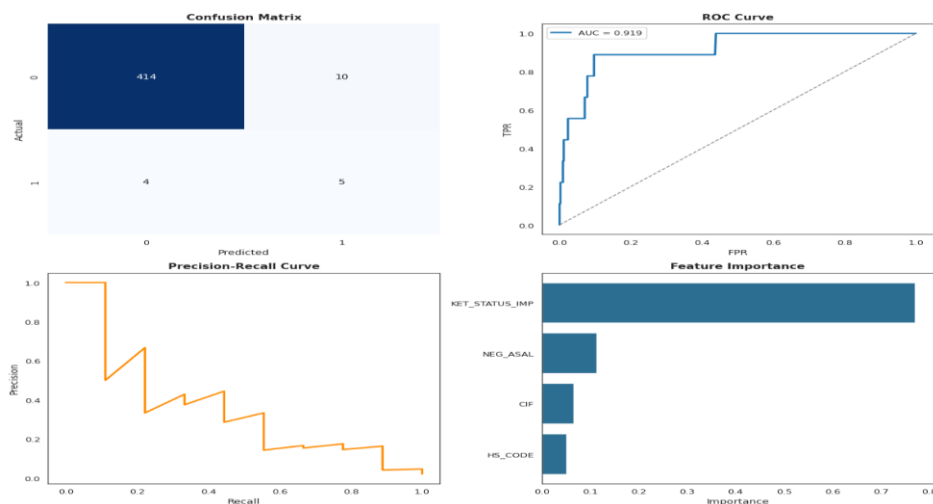 Confusion Matrix
0
414
10
Actual
1
4
5
0
1
Predicted
ROC Curve
AUC = 0.919
1.0
0.8
0.6
TPR
0.4
0.2
0.0
0.0
0.2
0.4
0.6
0.8
1.0
FPR
Precision-Recall Curve
1.0
0.8
0.6
Precision
0.4
0.2
0.0
0.0
0.2
0.4
0.6
0.8
1.0
Recall
Feature Importance
KET_STATUS_IMP
NEG_ASAL
CIF
HS_CODE
0.0
0.1
0.2
0.3
0.4
0.5
0.6
0.7
0.8
Importance